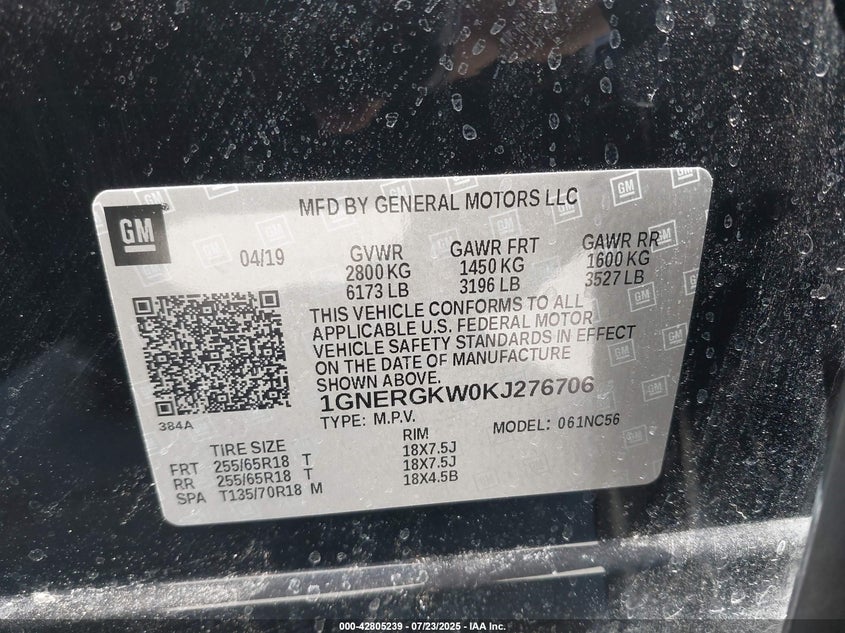 MFD BY GENERAL MOTORS LLC
GM
04/19
GVWR GAWR FRT GAWR RR
2800 KG 1450 KG 1600 KG
6173 LB 3196 LB 3527 LB
THIS VEHICLE CONFORMS TO ALL
APPLICABLE U.S. FEDERAL MOTOR
VEHICLE SAFETY STANDARDS IN EFFECT
ON THE DATE OF MANUFACTURE
SHOWN ABOVE.
1GNERGKW0KJ276706
384A
TYPE: M.P.V. MODEL: 061NC56
TIRE SIZE RIM
FRT 255/65R18 T 18X7.5J
RR 255/65R18 T 18X7.5J
SPA T135/70R18 M 18X4.5B
000-42805239 - 07/23/2025 - IAA Inc.